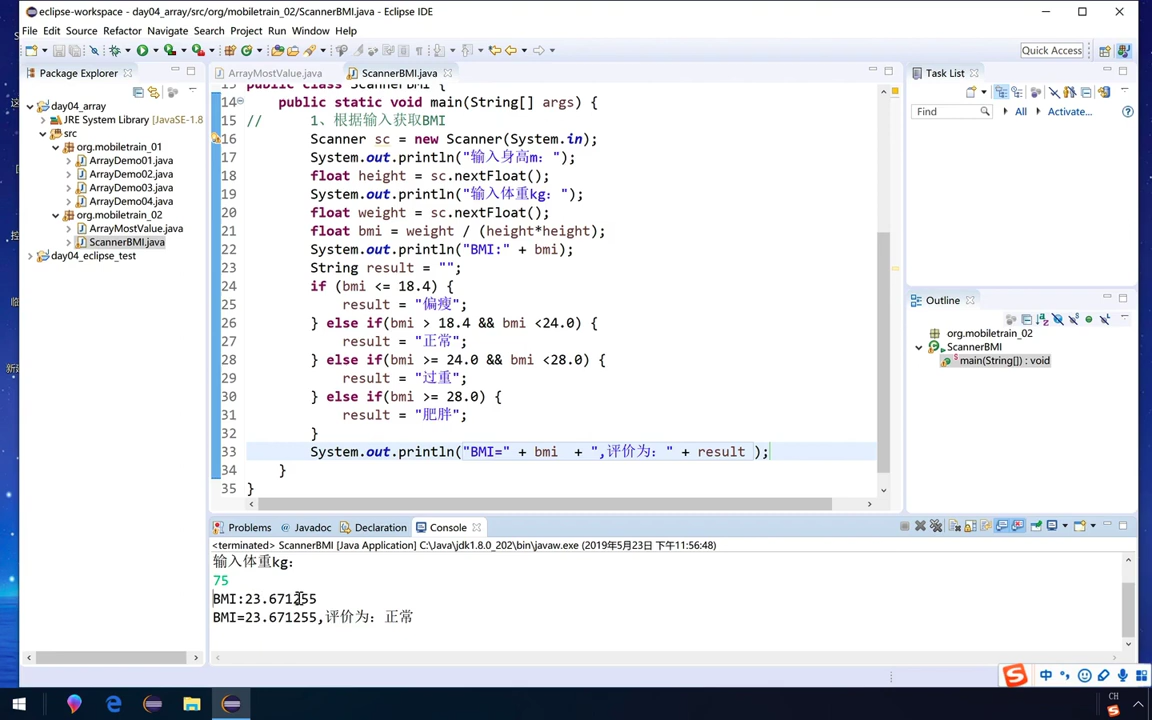 eclipse-workspace - day04_array/src/org/mobiletrain_02/ScannerBMI.java - Eclipse IDE
File Edit Source Refactor Navigate Search Project Run Window Help
Quick Access
Package Explorer
day04_array
JRE System Library [JavaSE-1.8
src
org.mobiletrain_01
ArrayDemo01.java
ArrayDemo02.java
ArrayDemo03.java
ArrayDemo04.java
org.mobiletrain_02
ArrayMostValue.java
ScannerBMI.java
day04_eclipse_test
ArrayMostValue.java
ScannerBMI.java
13 public class ScannerBMI {
14 public static void main(String[] args) {
15 // 1、根据输入获取BMI
16 Scanner sc = new Scanner(System.in);
17 System.out.println("输入身高m：");
18 float height = sc.nextFloat();
19 System.out.println("输入体重kg：");
20 float weight = sc.nextFloat();
21 float bmi = weight / (height*height);
22 System.out.println("BMI:" + bmi);
23 String result = "";
24 if (bmi <= 18.4) {
25 result = "偏瘦";
26 } else if(bmi > 18.4 && bmi <24.0) {
27 result = "正常";
28 } else if(bmi >= 24.0 && bmi <28.0) {
29 result = "过重";
30 } else if(bmi >= 28.0) {
31 result = "肥胖";
32 }
33 System.out.println("BMI=" + bmi  + ",评价为：" + result );
34 }
35 }
Task List
Find
All
Activate...
Outline
org.mobiletrain_02
ScannerBMI
main(String[]) : void
Problems
Javadoc
Declaration
Console
<terminated> ScannerBMI [Java Application] C:\Java\jdk1.8.0_202\bin\javaw.exe (2019年5月23日 下午11:56:48)
输入体重kg：
75
BMI:23.671255
BMI=23.671255,评价为：正常
中
CH